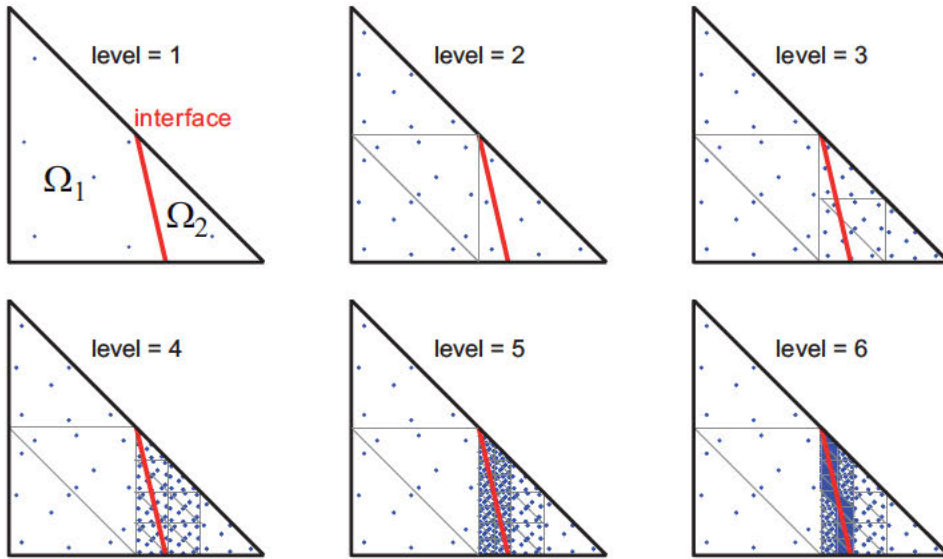 level = 1
interface
Ω1
Ω2
level = 2
level = 3
level = 4
level = 5
level = 6